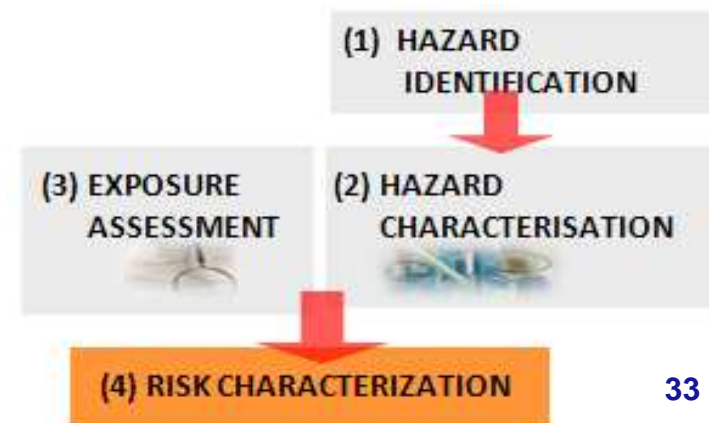 (1) HAZARD
IDENTIFICATION
(3) EXPOSURE
ASSESSMENT
(2) HAZARD
CHARACTERISATION
(4) RISK CHARACTERIZATION
33